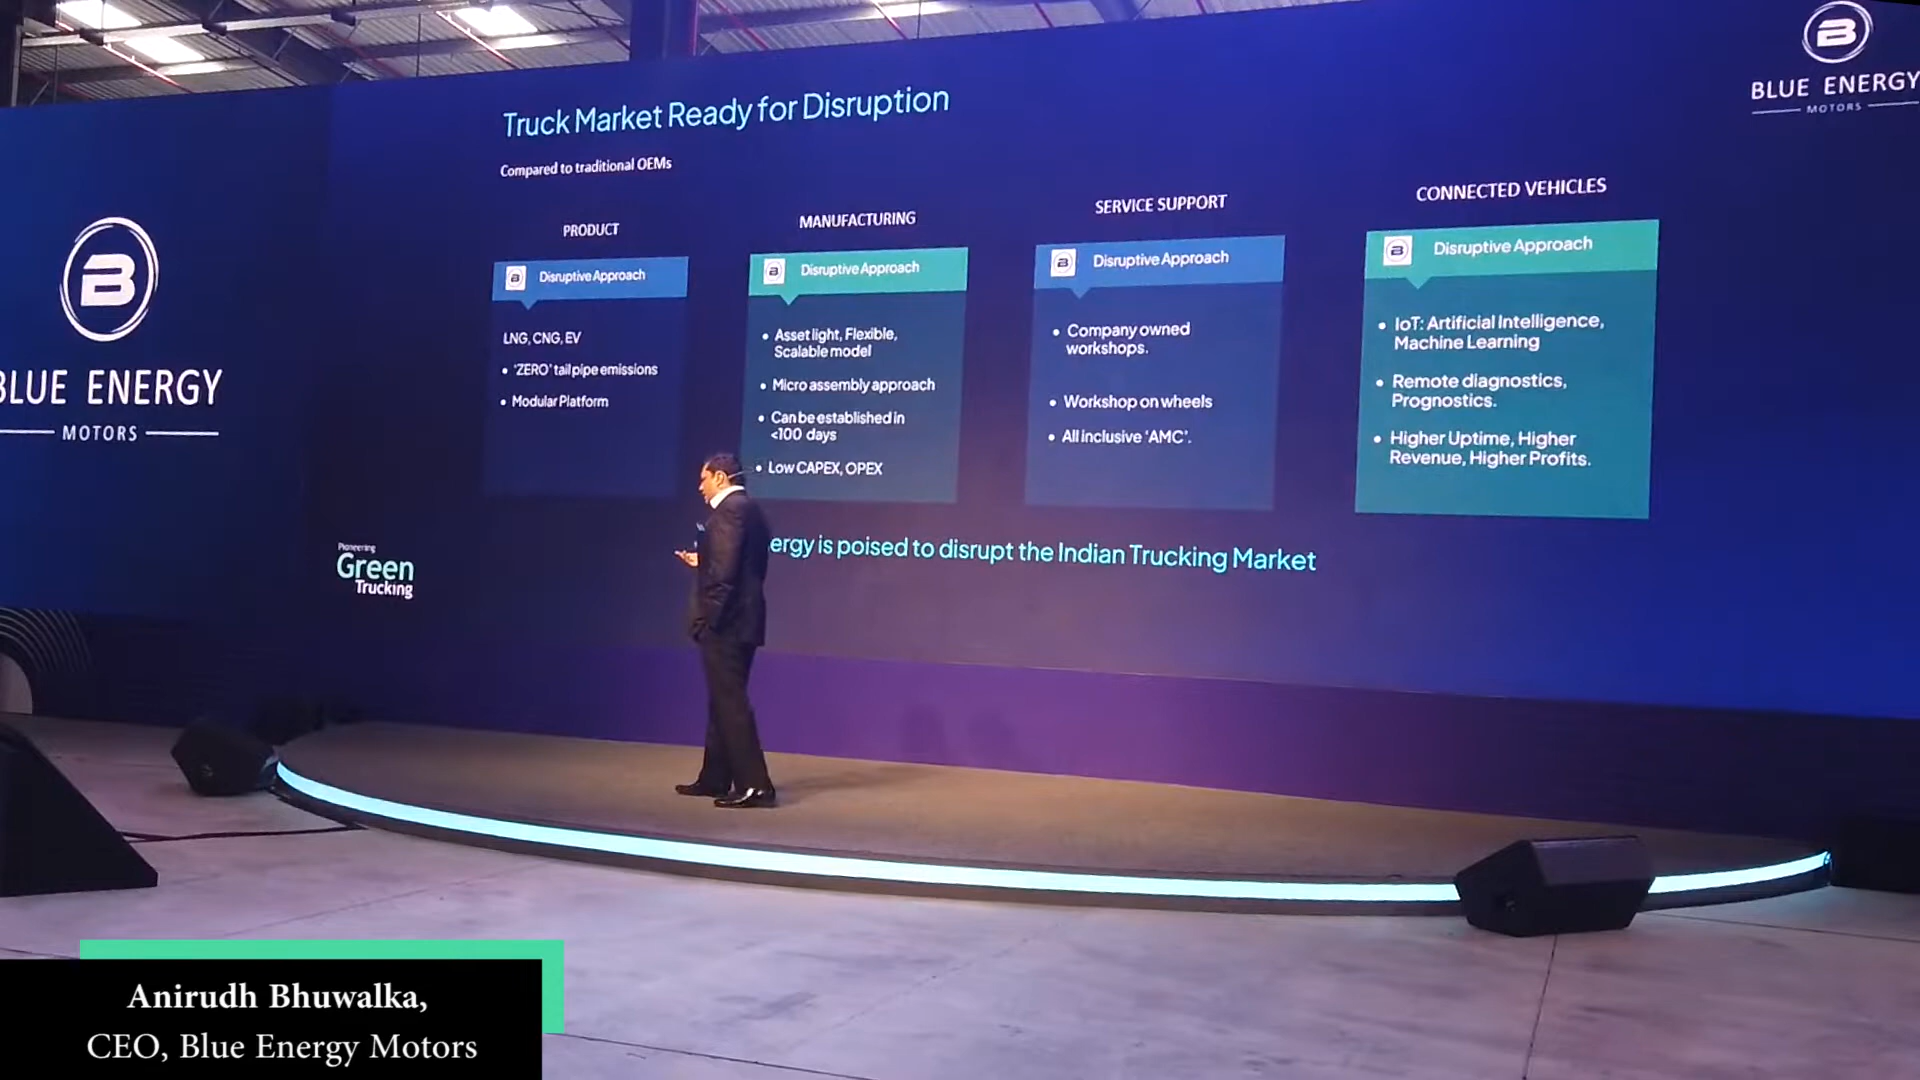 B
BLUE ENERGY
MOTORS
Truck Market Ready for Disruption
Compared to traditional OEMs
PRODUCT
B Disruptive Approach
LNG, CNG, EV
• 'ZERO' tail pipe emissions
• Modular Platform
MANUFACTURING
B Disruptive Approach
• Asset light, Flexible,
Scalable model
• Micro assembly approach
• Can be established in
<100 days
• Low CAPEX, OPEX
SERVICE SUPPORT
B Disruptive Approach
• Company owned
workshops.
• Workshop on wheels
• All inclusive 'AMC'.
CONNECTED VEHICLES
B Disruptive Approach
• IoT: Artificial Intelligence,
Machine Learning
• Remote diagnostics,
Prognostics.
• Higher Uptime, Higher
Revenue, Higher Profits.
ergy is poised to disrupt the Indian Trucking Market
B
BLUE ENERGY
MOTORS
Pioneering
Green
Trucking
Anirudh Bhuwalka,
CEO, Blue Energy Motors